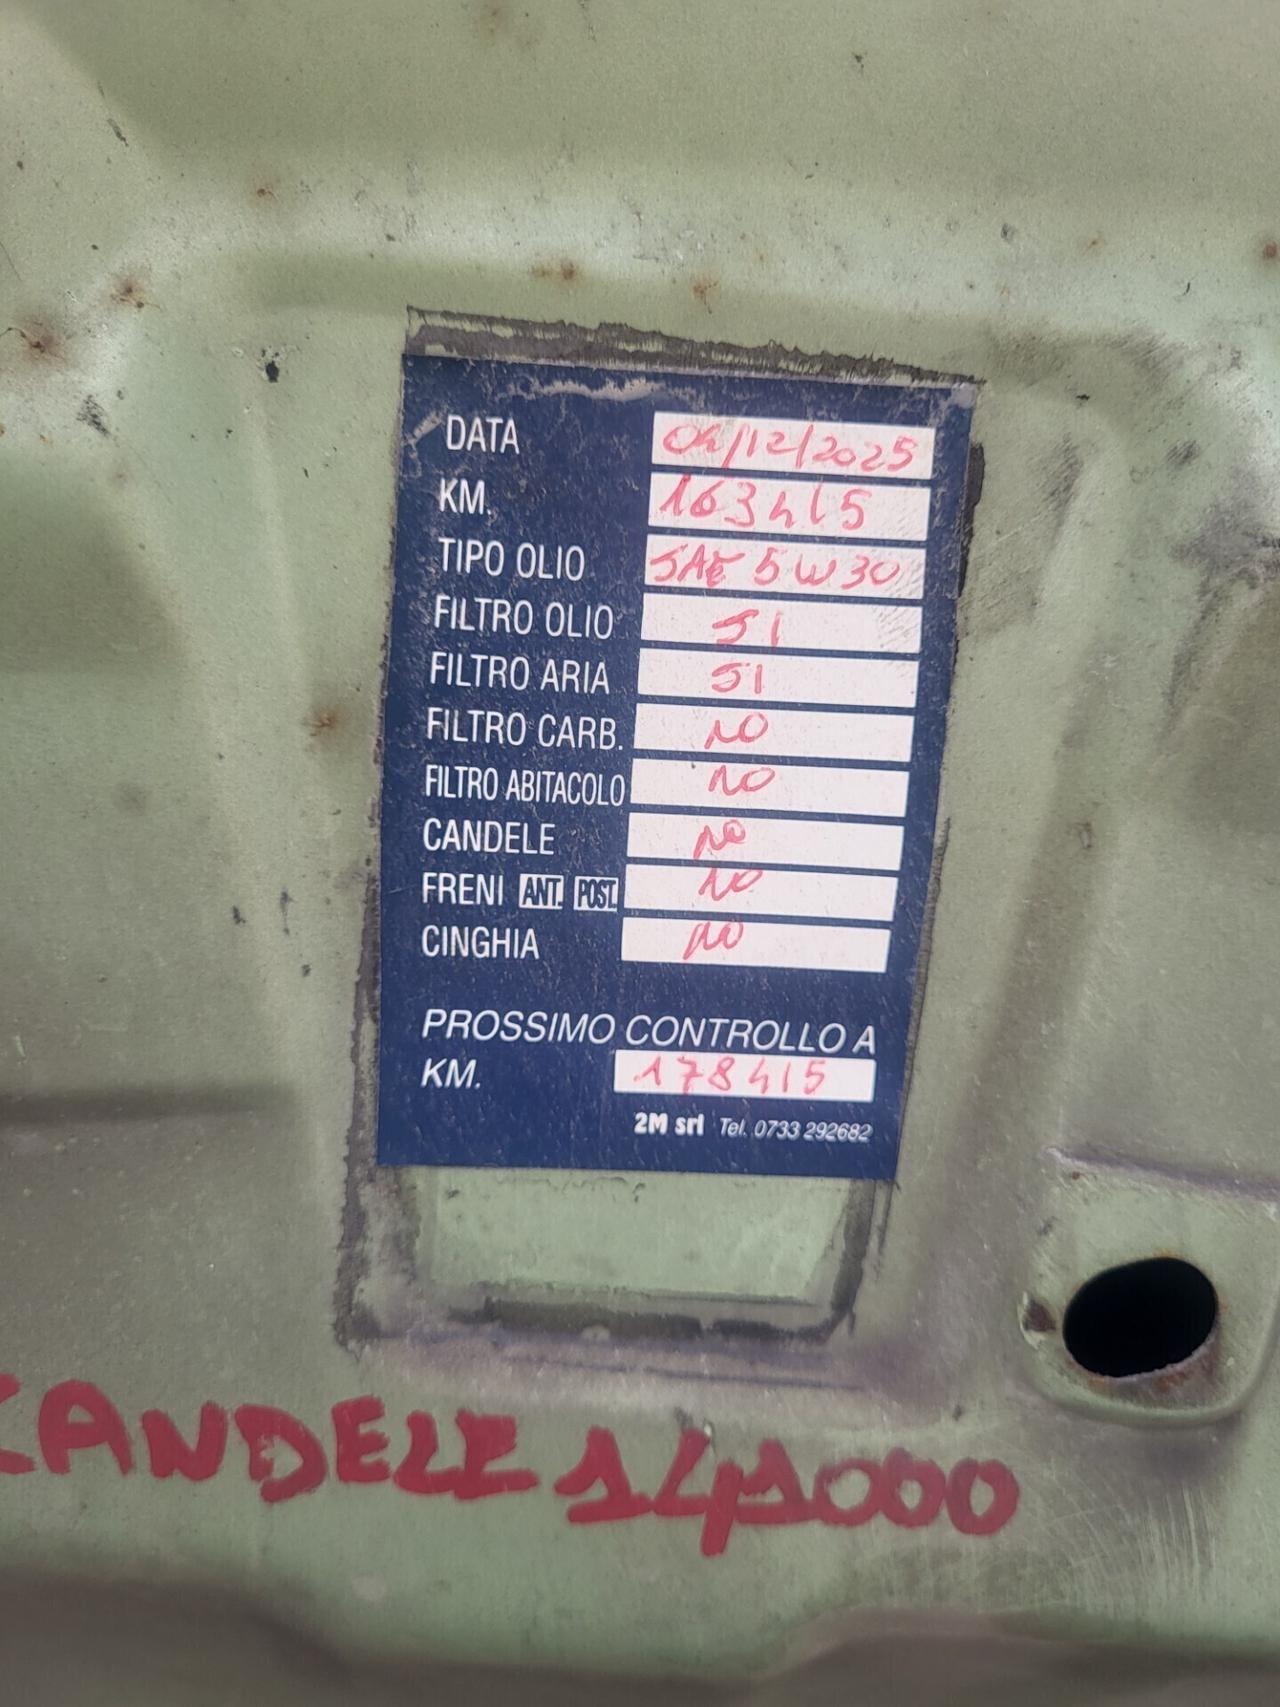 DATA 04/12/2025
KM. 163415
TIPO OLIO SAE 5W30
FILTRO OLIO SI
FILTRO ARIA SI
FILTRO CARB. NO
FILTRO ABITACOLO NO
CANDELE NO
FRENI ANT. POST. NO
CINGHIA NO
PROSSIMO CONTROLLO A
KM. 178415
2M srl Tel. 0733 292682
CANDELE 141000